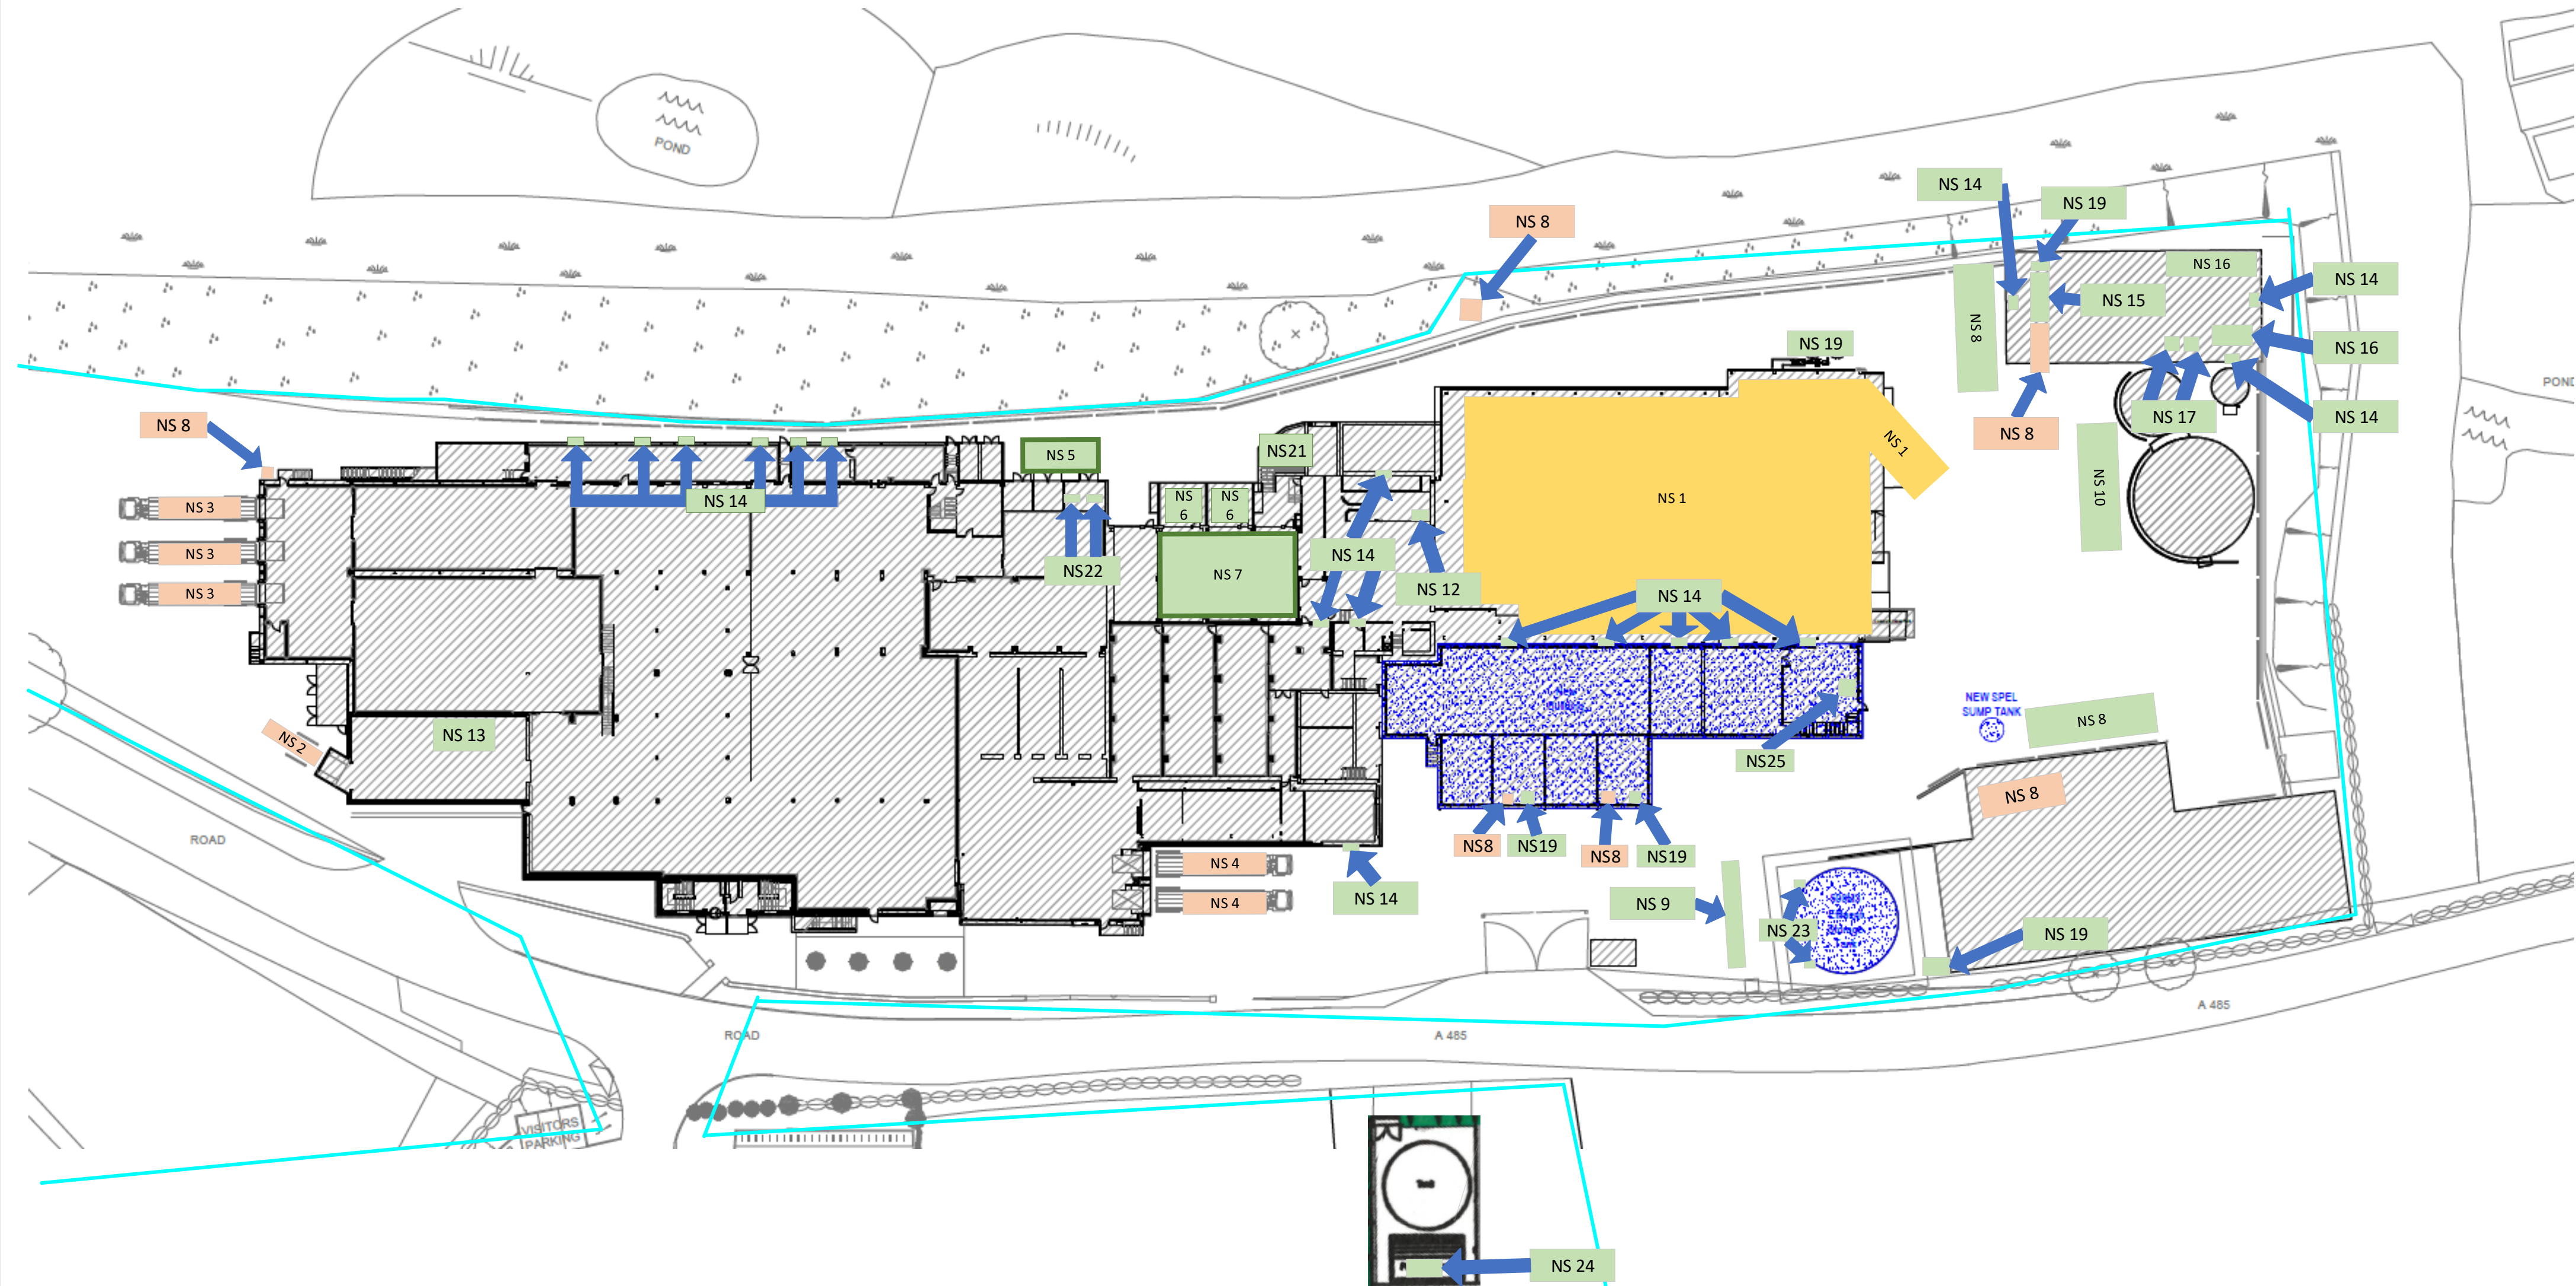 POND
NS 14
NS 8
NS 19
NS 16
NS 14
NS 8
NS 15
NS 19
NS 16
POND
NS 8
NS 17
NS 14
NS 8
NS 5
NS21
NS 1
NS 3
NS 14
NS
6
NS
6
NS 1
NS 10
NS 3
NS 14
NS22
NS 7
NS 12
NS 3
NS 14
NEW SPEL
SUMP TANK
NS 8
NS 2
NS 13
NS25
NS 8
ROAD
NS8
NS19
NS8
NS19
NS 4
NS 4
NS 14
NS 9
NS 23
NS 19
A 485
ROAD
A 485
VISITORS
PARKING
Tank
NS 24